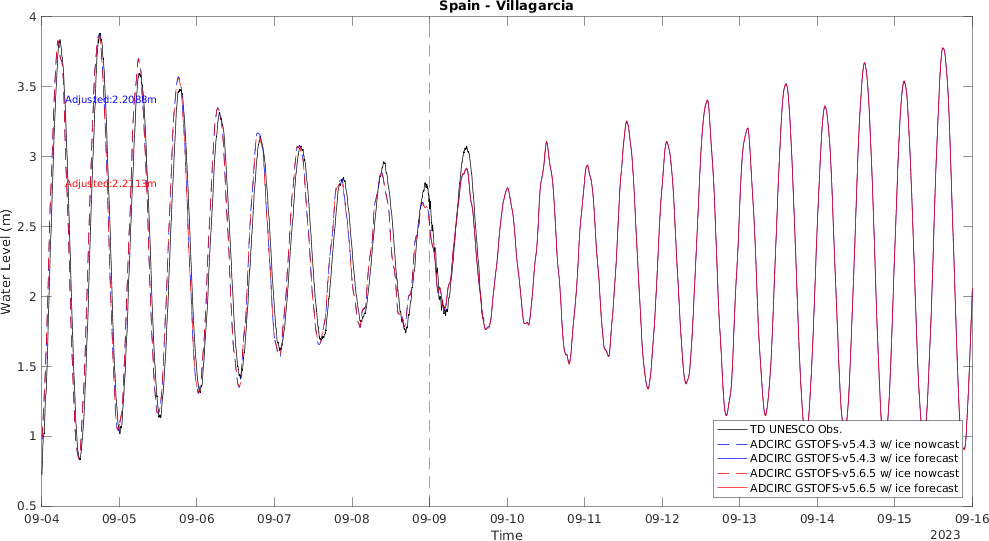 Spain - Villagarcia
4
3.5
3
2.5
2
1.5
1
0.5
Water Level (m)
Adjusted:2.2088m
Adjusted:2.2113m
TD UNESCO Obs.
ADCIRC GSTOFS-v5.4.3 w/ ice nowcast
ADCIRC GSTOFS-v5.4.3 w/ ice forecast
ADCIRC GSTOFS-v5.6.5 w/ ice nowcast
ADCIRC GSTOFS-v5.6.5 w/ ice forecast
09-04 09-05 09-06 09-07 09-08 09-09 09-10 09-11 09-12 09-13 09-14 09-15 09-16
Time
2023